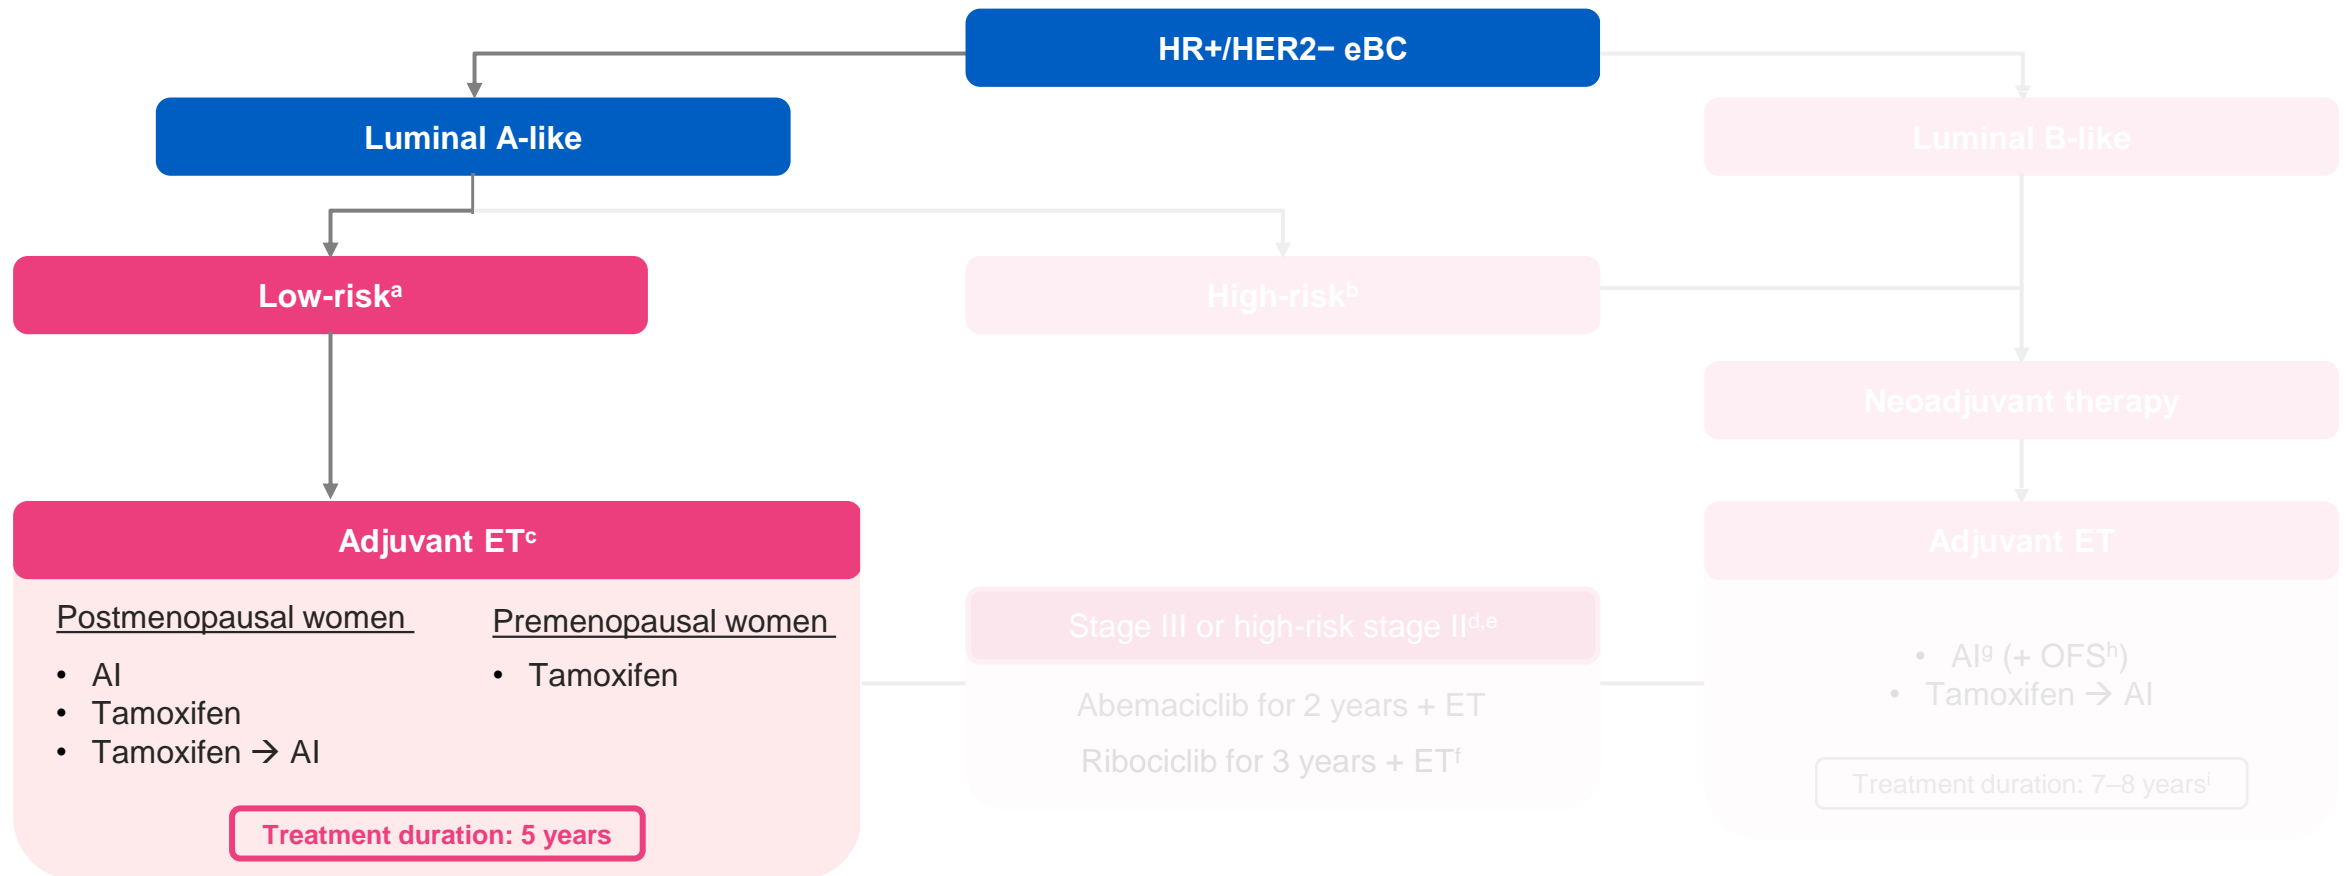 HR+/HER2− eBC
Luminal A-like
Luminal B-like
Low-riskᵃ
High-riskᵇ
Neoadjuvant therapy
Adjuvant ETᶜ
Adjuvant ET
Postmenopausal women
• AI
• Tamoxifen
• Tamoxifen → AI
Premenopausal women
• Tamoxifen
Treatment duration: 5 years
Stage III or high-risk stage IIᵈ,ᵉ
Abemaciclib for 2 years + ET
Ribociclib for 3 years + ETᶠ
• AIᵍ (+ OFSʰ)
• Tamoxifen → AI
Treatment duration: 7–8 yearsⁱ